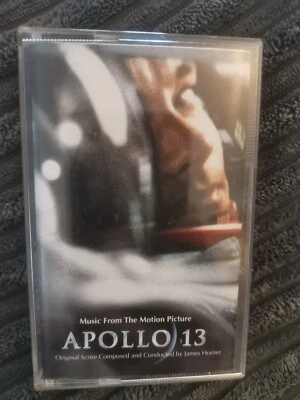 Music From The Motion Picture
APOLLO 13
Original Score Composed and Conducted by James Horner